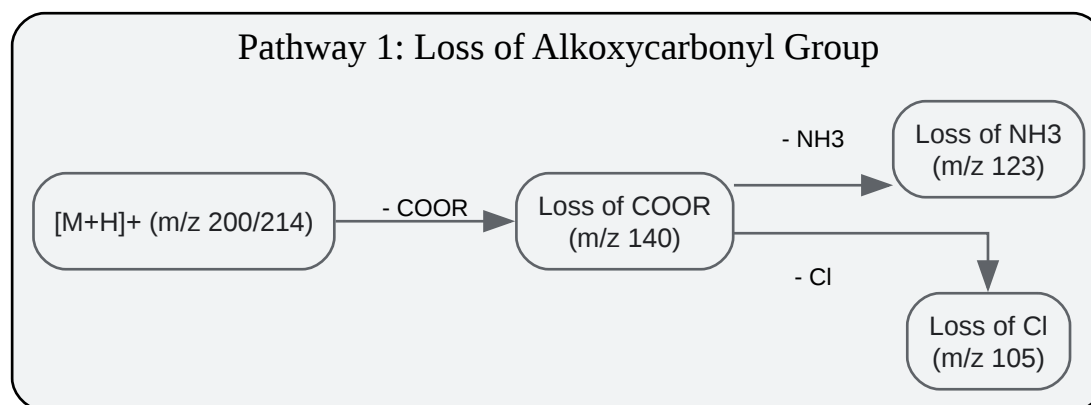 Pathway 1: Loss of Alkoxycarbonyl Group
[M+H]+ (m/z 200/214)
- COOR
Loss of COOR
(m/z 140)
- NH3
Loss of NH3
(m/z 123)
- Cl
Loss of Cl
(m/z 105)